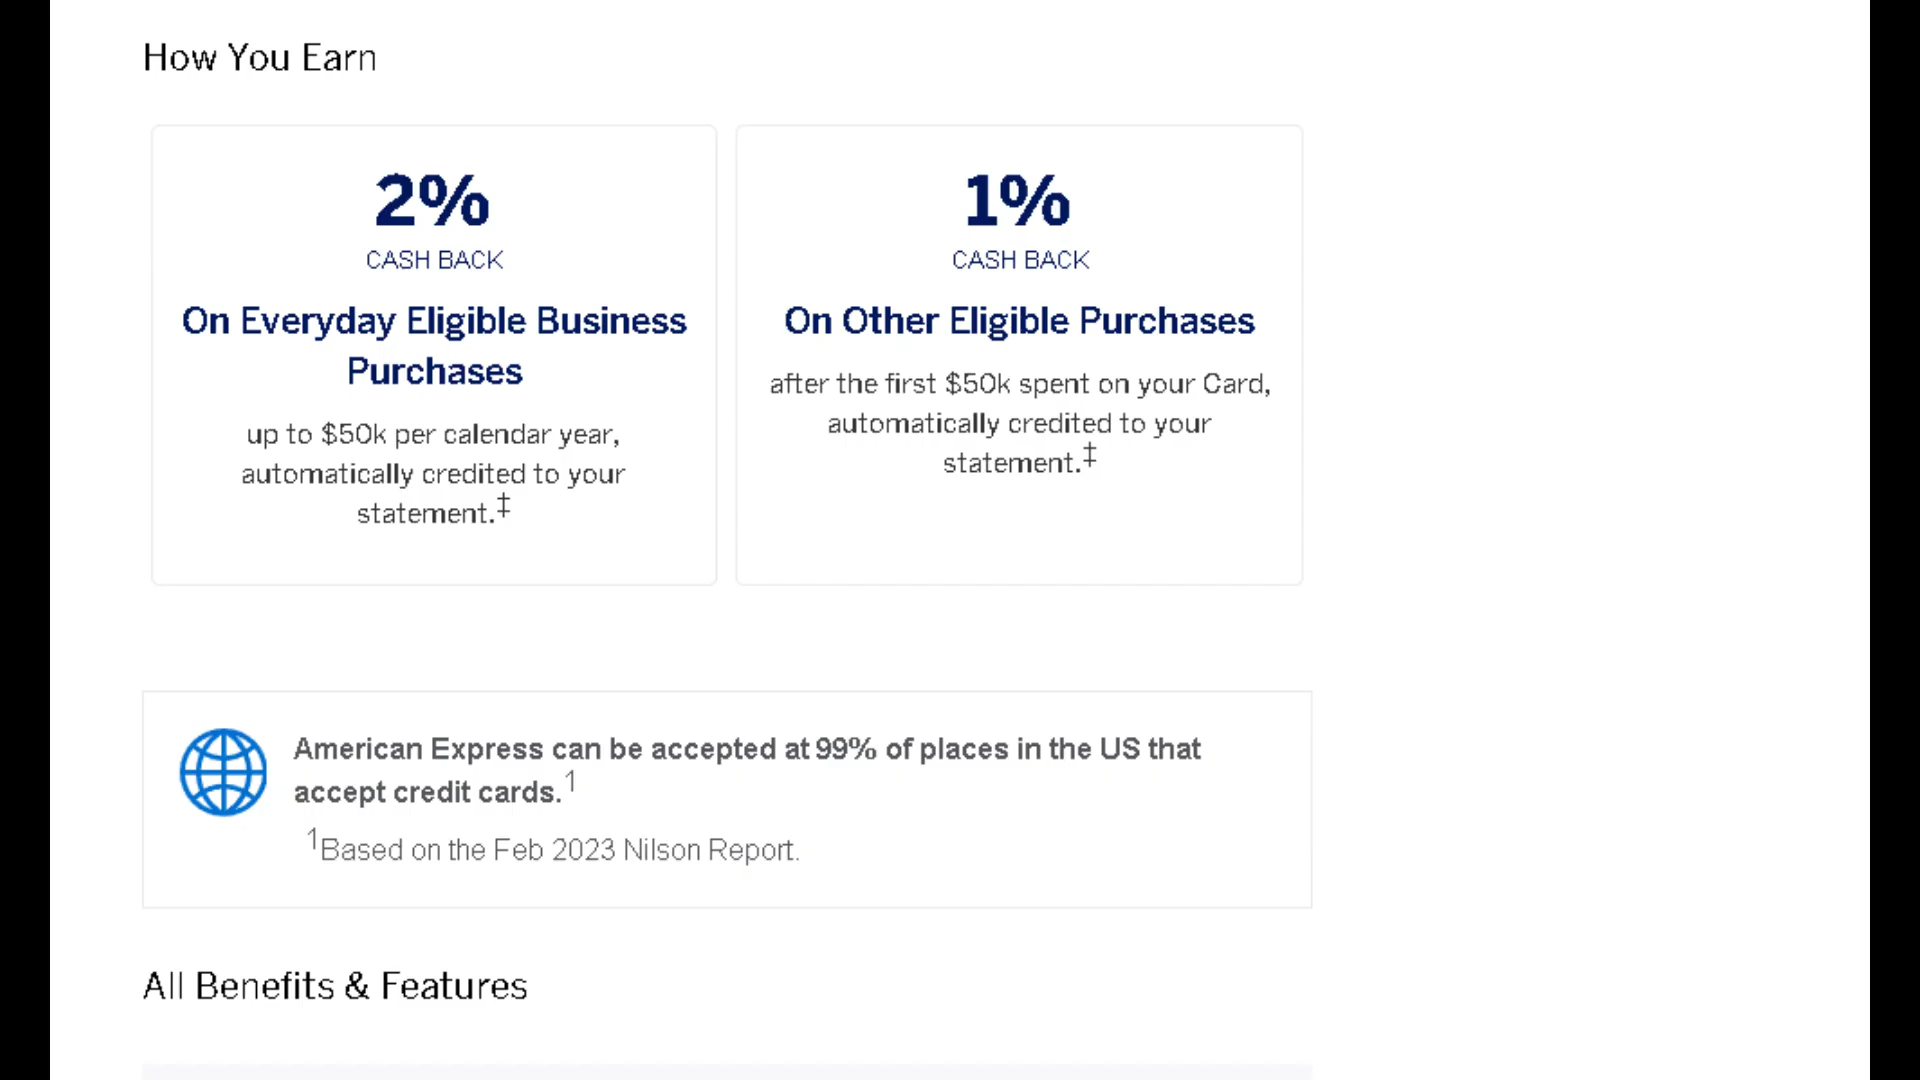 How You Earn
2%
CASH BACK
On Everyday Eligible Business
Purchases
up to $50k per calendar year,
automatically credited to your
statement.‡
1%
CASH BACK
On Other Eligible Purchases
after the first $50k spent on your Card,
automatically credited to your
statement.‡
American Express can be accepted at 99% of places in the US that
accept credit cards.1
1Based on the Feb 2023 Nilson Report.
All Benefits & Features